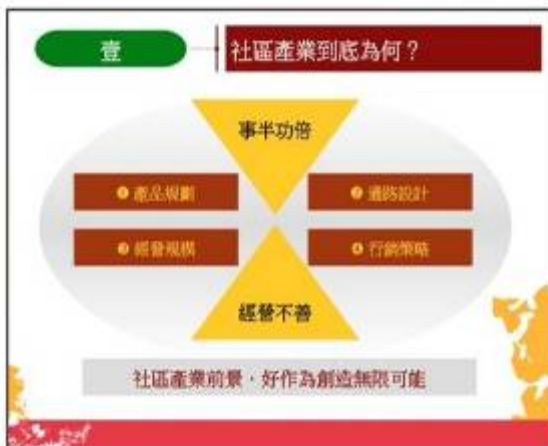 壹
社區產業到底為何？
事半功倍
❶ 產品規劃
❷ 通路設計
❸ 經營規模
❹ 行銷策略
經營不善
社區產業前景，好作為創造無限可能